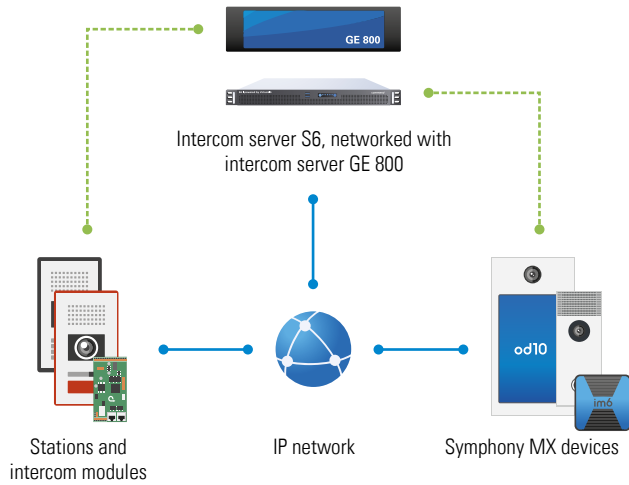 GE 800
Intercom server S6, networked with
intercom server GE 800
od10
im6
Stations and
intercom modules
IP network
Symphony MX devices